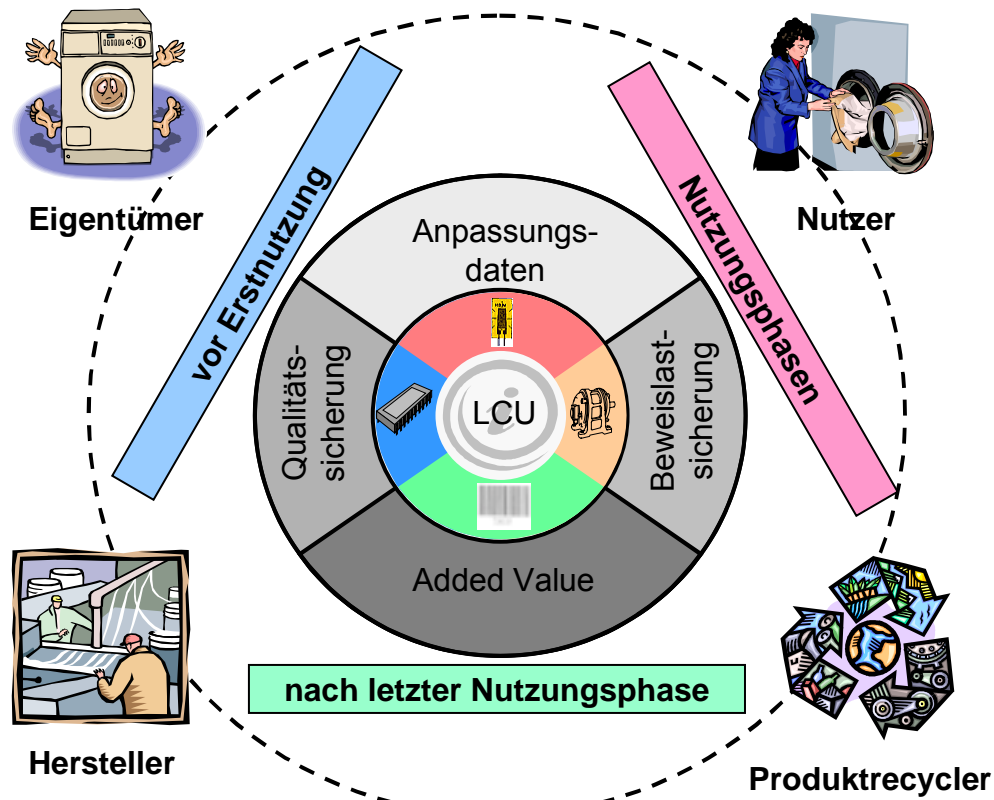 Eigentümer
Nutzer
vor Erstnutzung
Nutzungsphasen
Anpassungs-
daten
Qualitäts-
sicherung
LCU
Beweislast-
sicherung
Added Value
nach letzter Nutzungsphase
Hersteller
Produktrecycler